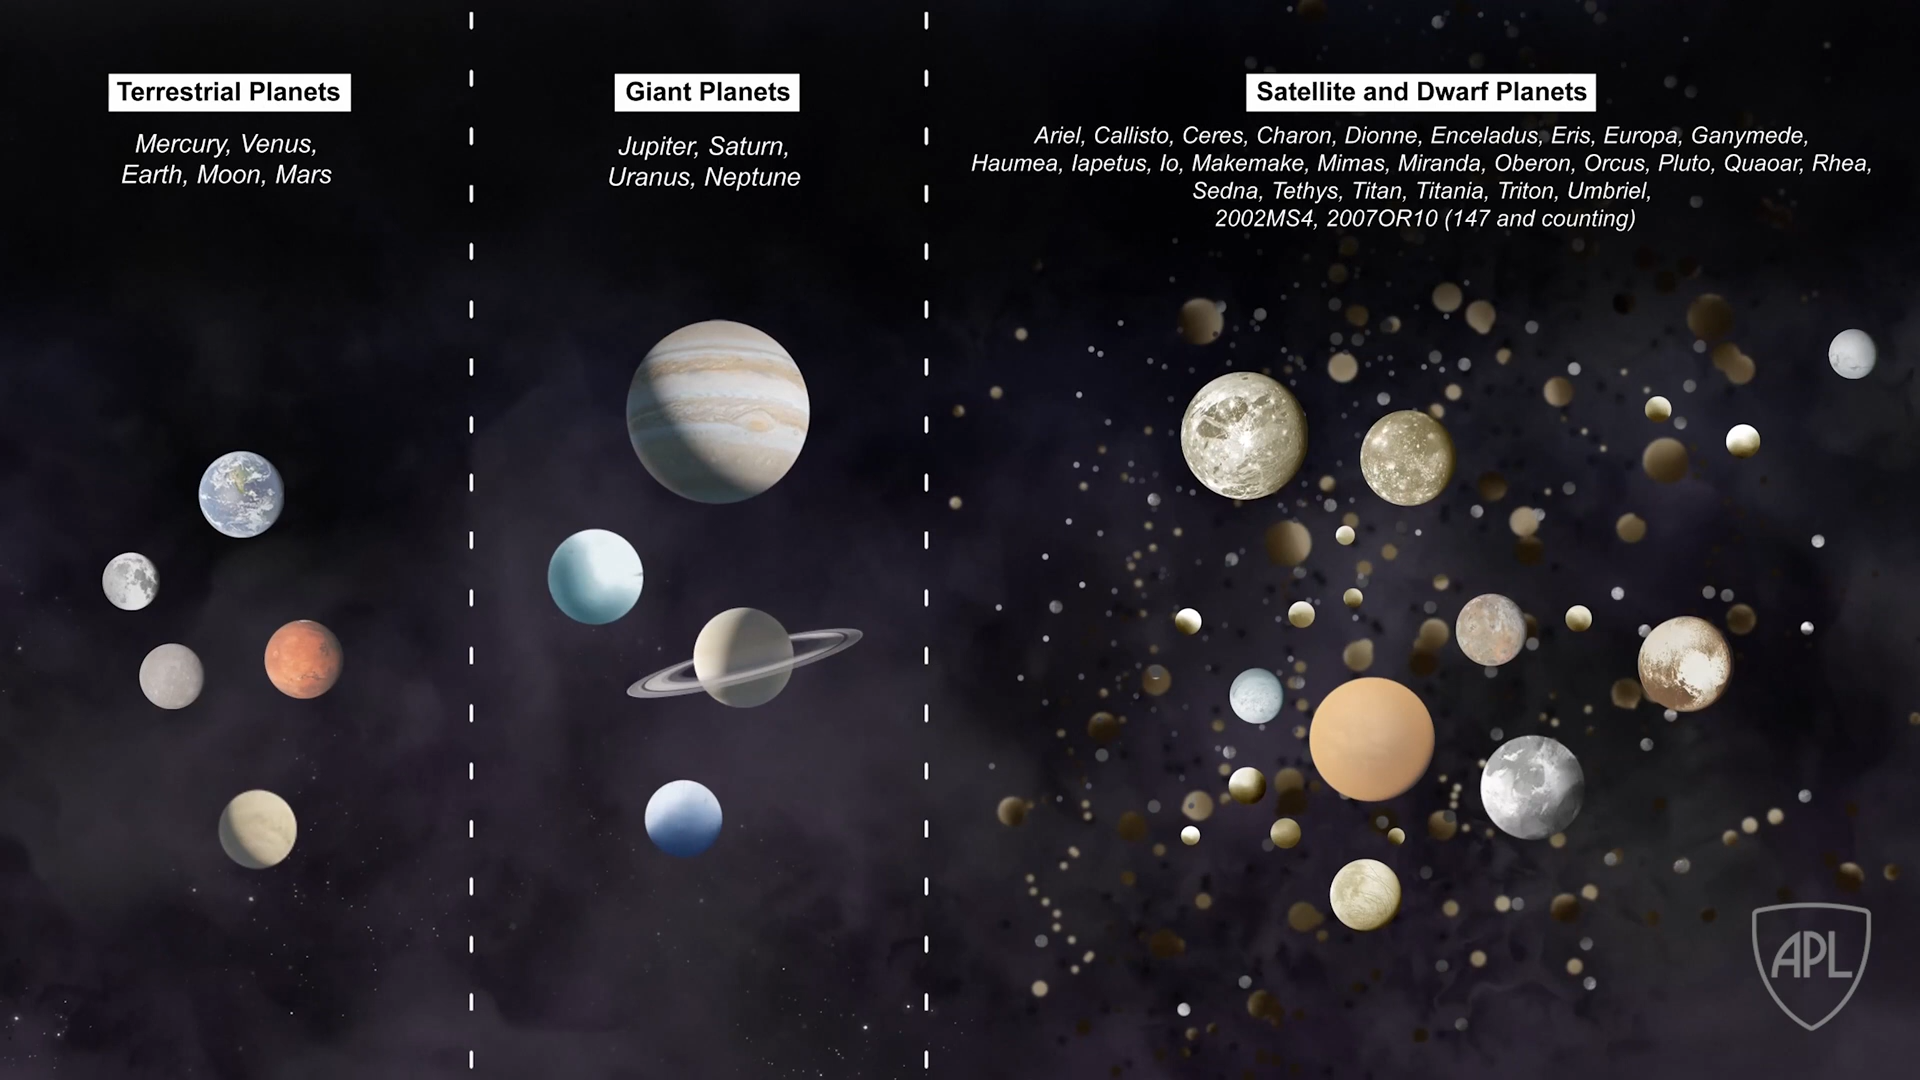 Terrestrial Planets
Mercury, Venus,
Earth, Moon, Mars
Giant Planets
Jupiter, Saturn,
Uranus, Neptune
Satellite and Dwarf Planets
Ariel, Callisto, Ceres, Charon, Dionne, Enceladus, Eris, Europa, Ganymede,
Haumea, Iapetus, Io, Makemake, Mimas, Miranda, Oberon, Orcus, Pluto, Quaoar, Rhea,
Sedna, Tethys, Titan, Titania, Triton, Umbriel,
2002MS4, 2007OR10 (147 and counting)
APL